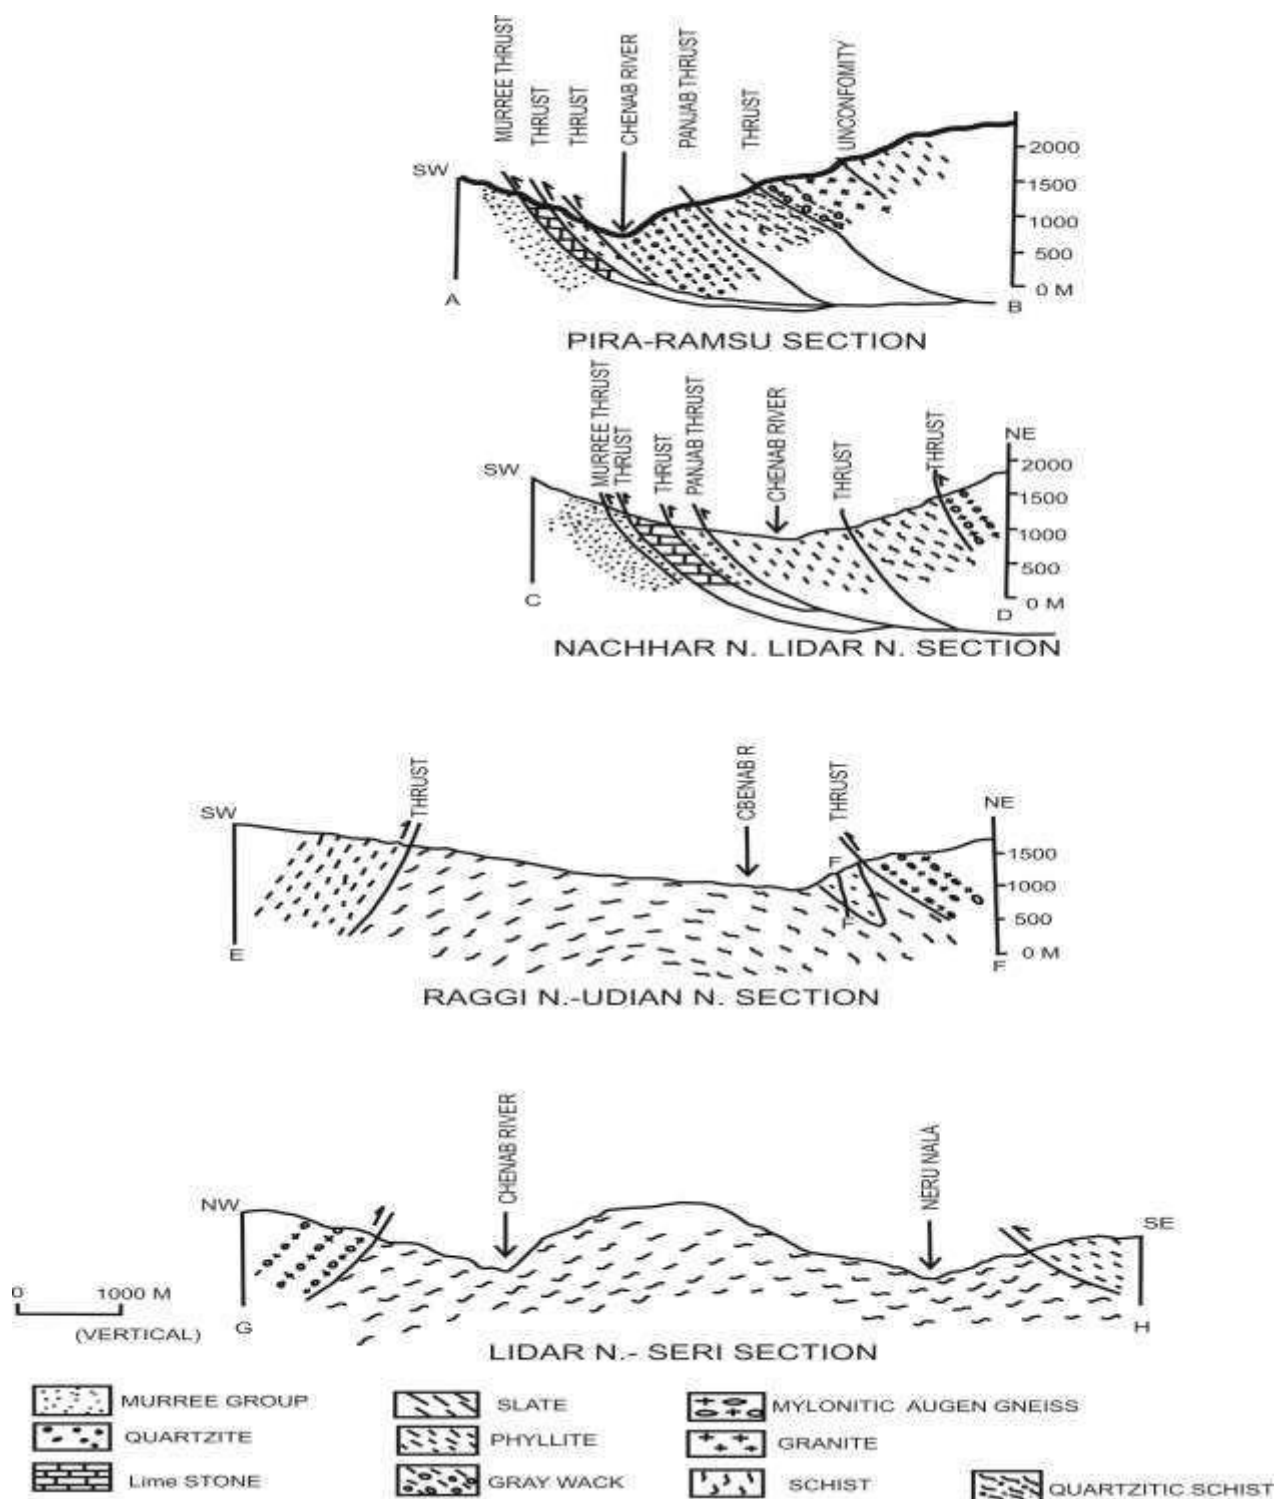 MURREE THRUST
THRUST
THRUST
CHENAB RIVER
PANJAB THRUST
THRUST
UNCONFOMITY
SW
2000
1500
1000
500
0 M
A
B
PIRA-RAMSU SECTION
MURREE THRUST
THRUST
THRUST
PANJAB THRUST
CHENAB RIVER
THRUST
THRUST
NE
SW
2000
1500
1000
500
0 M
C
D
NACHHAR N. LIDAR N. SECTION
THRUST
CBENAB R
THRUST
SW
NE
F
1500
1000
500
0 M
F
E
F
RAGGI N.-UDIAN N. SECTION
CHENAB RIVER
NERU NALA
NW
SE
0 1000 M
(VERTICAL)
G
H
LIDAR N.- SERI SECTION
MURREE GROUP
SLATE
MYLONITIC AUGEN GNEISS
QUARTZITE
PHYLLITE
GRANITE
Lime STONE
GRAY WACK
SCHIST
QUARTZITIC SCHIST